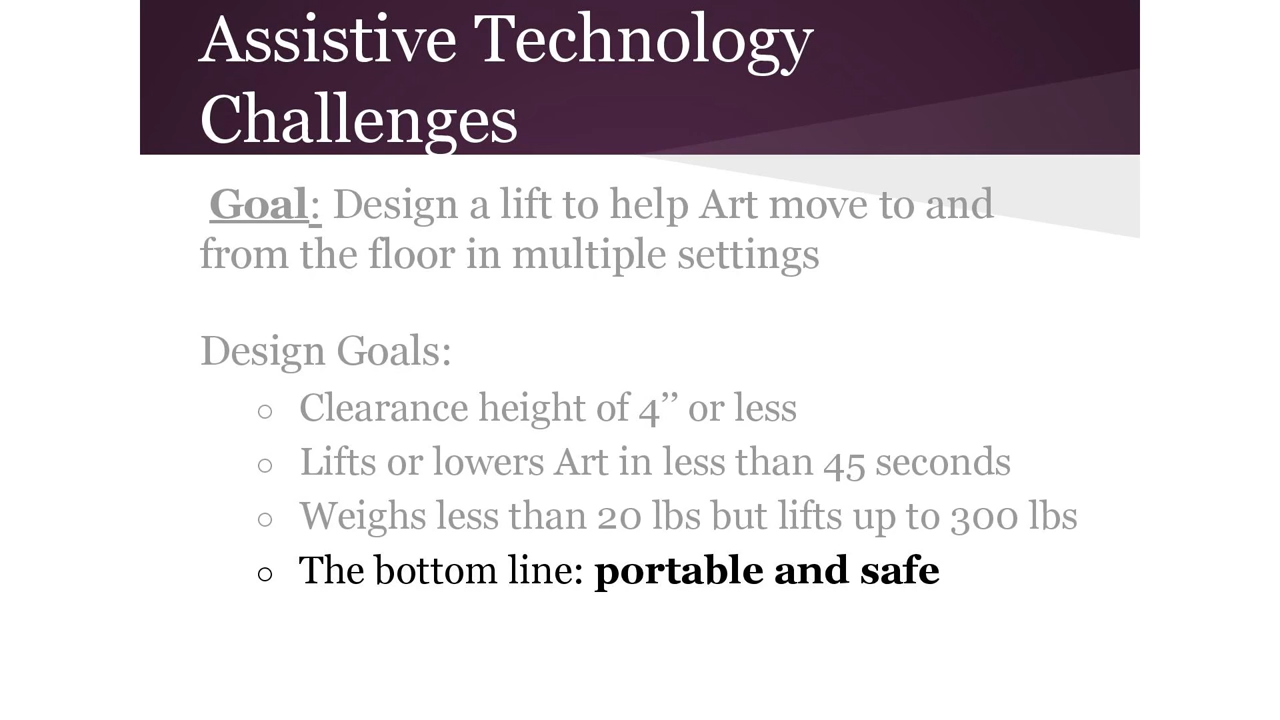 Assistive Technology
Challenges
Goal: Design a lift to help Art move to and
from the floor in multiple settings
Design Goals:
○ Clearance height of 4’’ or less
○ Lifts or lowers Art in less than 45 seconds
○ Weighs less than 20 lbs but lifts up to 300 lbs
○ The bottom line: portable and safe